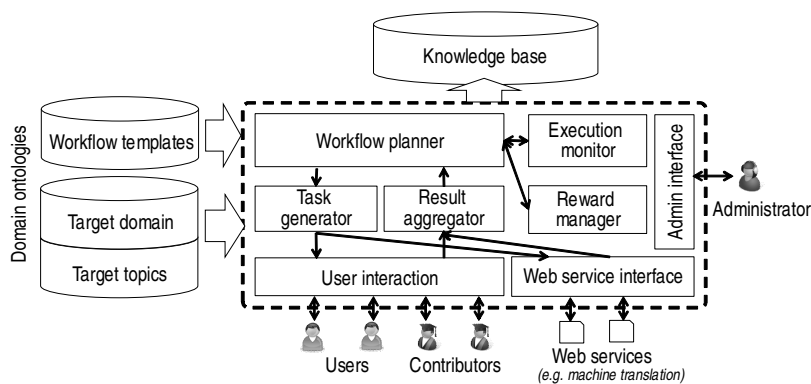 Knowledge base
Domain ontologies
Workflow templates
Target domain
Target topics
Workflow planner
Execution
monitor
Task
generator
Result
aggregator
Reward
manager
Admin interface
Administrator
User interaction
Web service interface
Users
Contributors
Web services
(e.g. machine translation)